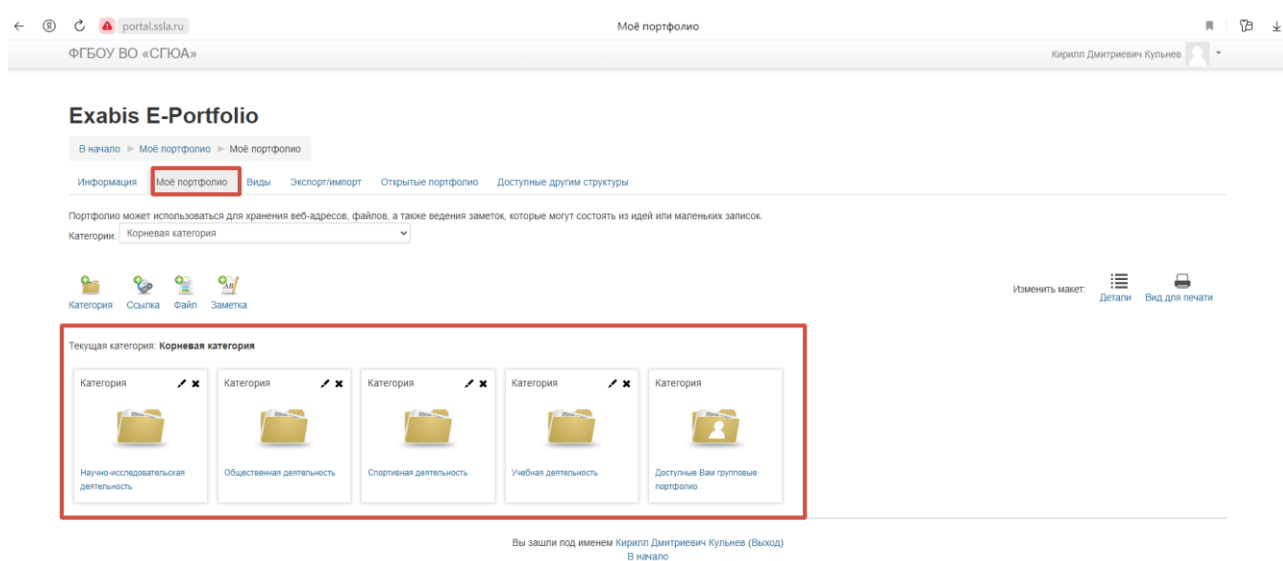 portal.ssla.ru
Моё портфолио
ФГБОУ ВО «СГЮА»
Кирилл Дмитриевич Кульнев
Exabis E-Portfolio
В начало ► Моё портфолио ► Моё портфолио
Информация Моё портфолио Виды Экспорт/импорт Открытые портфолио Доступные другим структуры
Портфолио может использоваться для хранения веб-адресов, файлов, а также ведения заметок, которые могут состоять из идей или маленьких записок.
Категории: Корневая категория
Категория Ссылка Файл Заметка
Изменить макет: Детали Вид для печати
Текущая категория: Корневая категория
Категория Категория Категория Категория Категория
Научно-исследовательская деятельность
Общественная деятельность
Спортивная деятельность
Учебная деятельность
Доступные Вам групповые портфолио
Вы зашли под именем Кирилл Дмитриевич Кульнев (Выход)
В начало